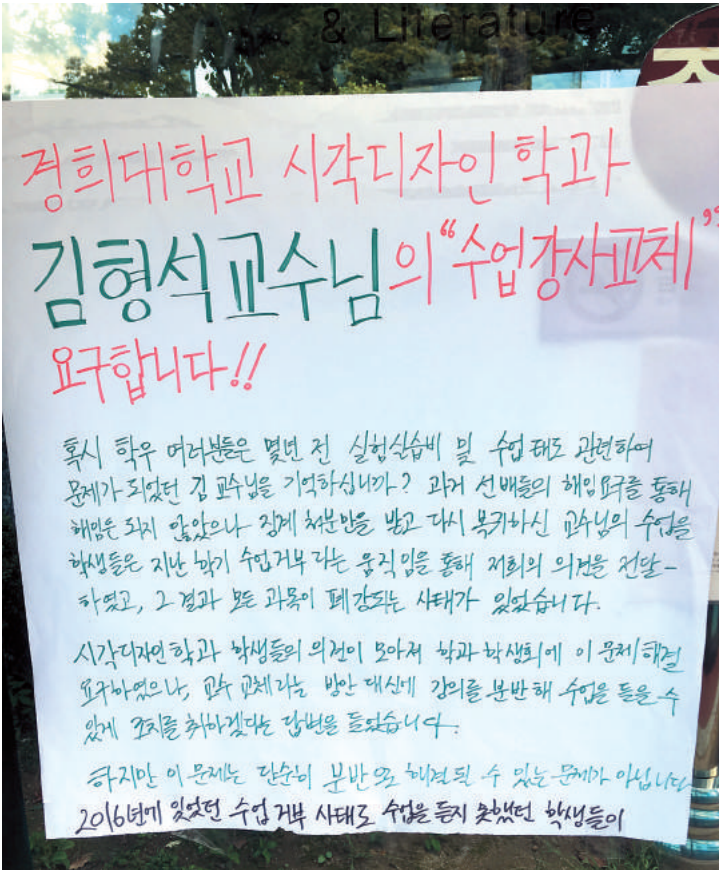 & Literature
경희대학교 시각디자인 학과
김형석교수님의 "수업강사교체"
요구합니다!!
혹시 학우 여러분들은 몇년 전 실험실습비 및 수업 태도 관련하여
문제가 되었던 김 교수님을 기억하십니까? 과거 선배들의 해임요구를 통해
해임은 되지 않았으나 징계 처분만을 받고 다시 복귀하신 교수님의 수업을
학생들은 지난 학기 수업거부 라는 움직임을 통해 저희의 의견을 전달-
하였고, 그 결과 모든 과목이 폐강되는 사태가 있었습니다.
시각디자인 학과 학생들의 의견이 모아져 학과 학생회에 이 문제 해결
요구하였으나, 교수 교체라는 방안 대신에 강의를 분반해 수업을 들을 수
있게 조치를 취하겠다는 답변을 들었습니다.
하지만 이 문제는 단순히 분반으로 해결될 수 있는 문제가 아닙니다
2016년에 있었던 수업 거부 사태로 수업을 듣지 못했던 학생들이